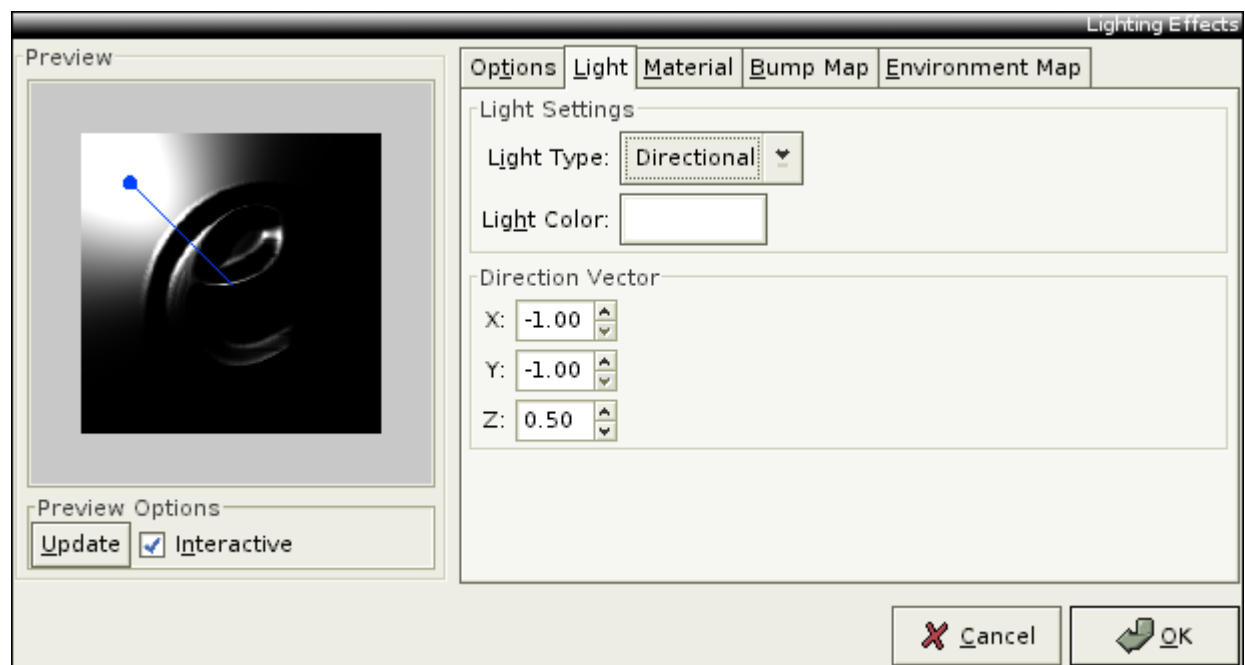 Lighting Effects
Preview
Options Light Material Bump Map Environment Map
Light Settings
Light Type: Directional
Light Color:
Direction Vector
X: -1.00
Y: -1.00
Z: 0.50
Preview Options
Update Interactive
Cancel OK